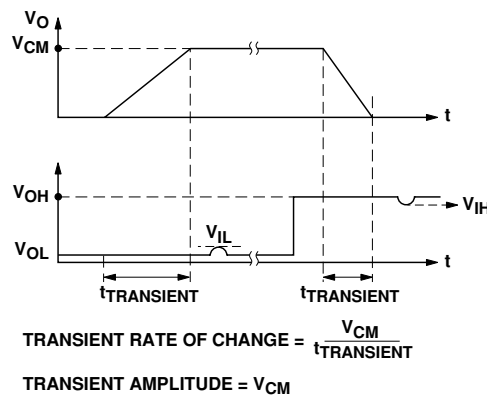 VO
VCM
t
VOH
VIH
VIL
VOL
t
tTRANSIENT
tTRANSIENT
TRANSIENT RATE OF CHANGE = VCM
tTRANSIENT
TRANSIENT AMPLITUDE = VCM